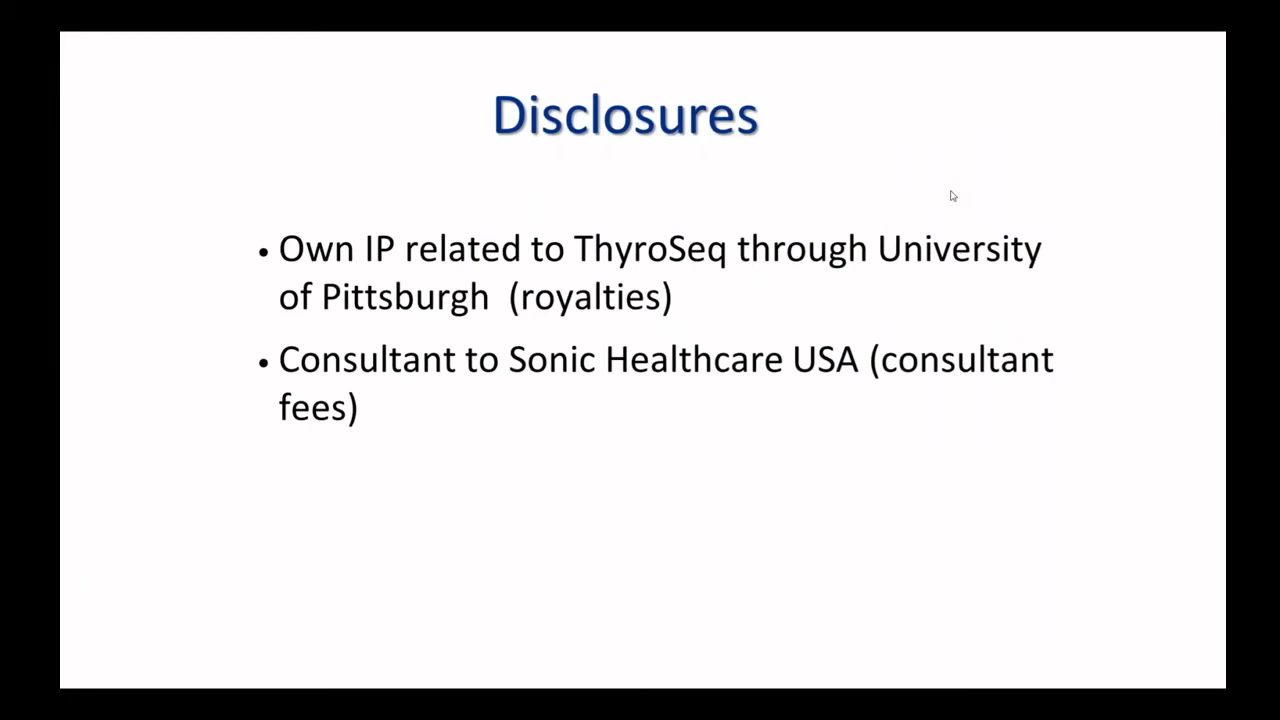 Disclosures
• Own IP related to ThyroSeq through University
of Pittsburgh  (royalties)
• Consultant to Sonic Healthcare USA (consultant
fees)